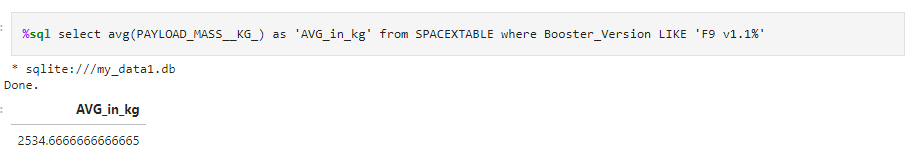 %sql select avg(PAYLOAD_MASS__KG_) as 'AVG_in_kg' from SPACEXTABLE where Booster_Version LIKE 'F9 v1.1%'
* sqlite:///my_data1.db
Done.
AVG_in_kg
2534.6666666666665